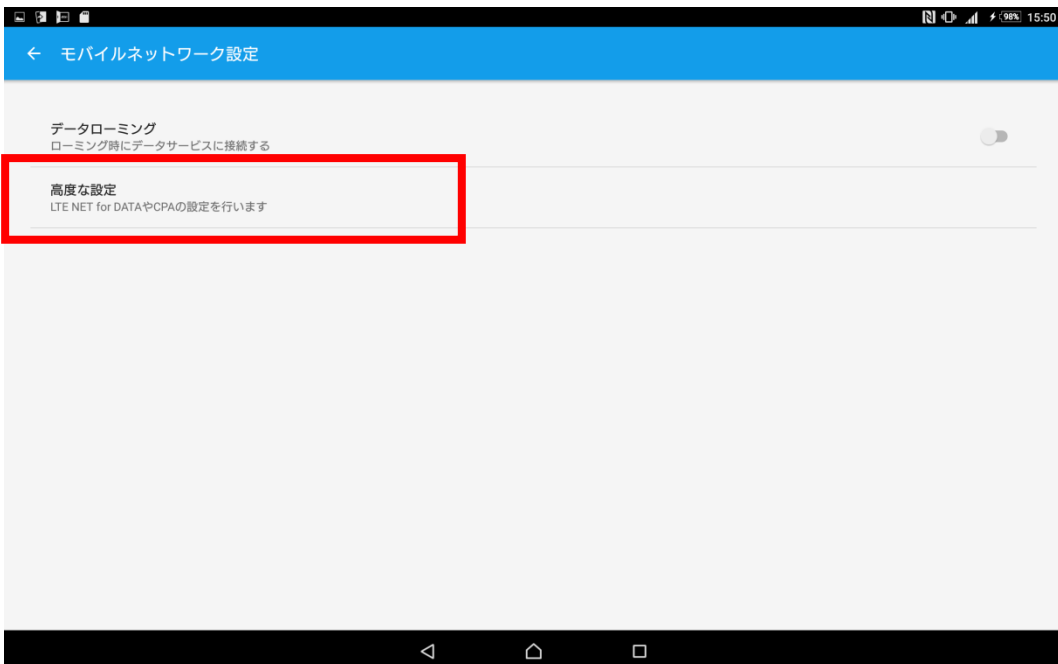 98% 15:50
モバイルネットワーク設定
データローミング
ローミング時にデータサービスに接続する
高度な設定
LTE NET for DATAやCPAの設定を行います